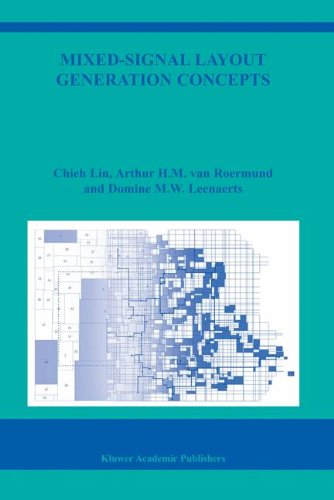 MIXED-SIGNAL LAYOUT
GENERATION CONCEPTS
Chieh Lin, Arthur H.M. van Roermund
and Domine M.W. Leenaerts
Kluwer Academic Publishers